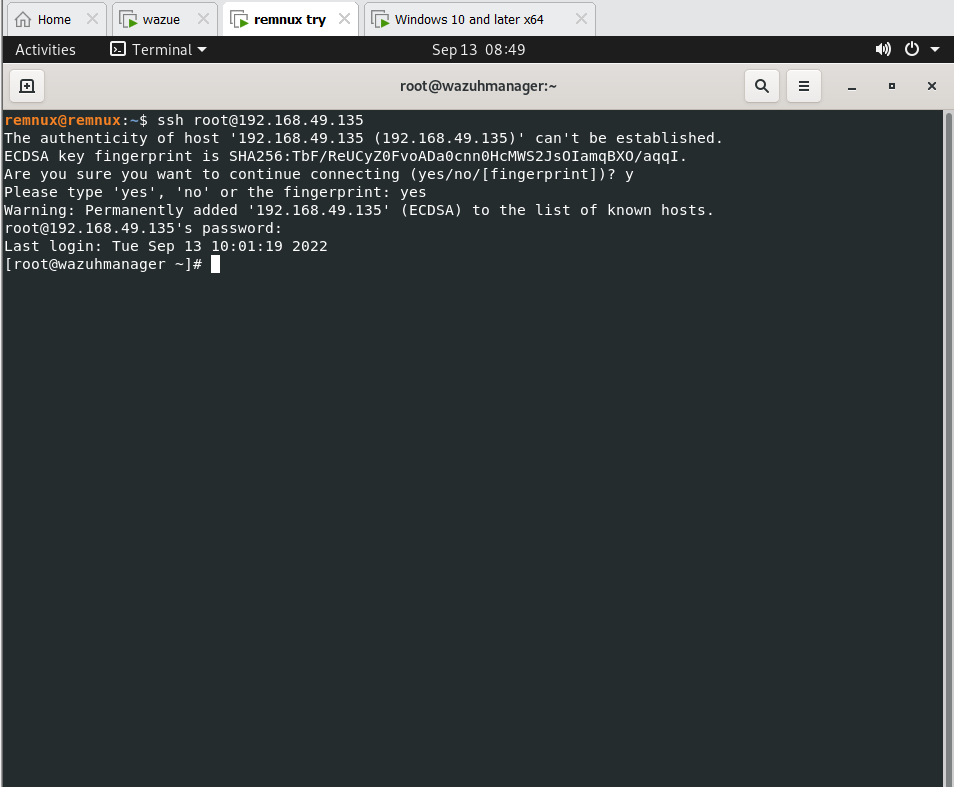 Home wazue remnux try Windows 10 and later x64
Activities Terminal Sep 13 08:49
root@wazuhmanager:~
remnux@remnux:~$ ssh root@192.168.49.135
The authenticity of host '192.168.49.135 (192.168.49.135)' can't be established.
ECDSA key fingerprint is SHA256:TbF/ReUCyZ0FvoADa0cnn0HcMWS2JsOIamqBXO/aqqI.
Are you sure you want to continue connecting (yes/no/[fingerprint])? y
Please type 'yes', 'no' or the fingerprint: yes
Warning: Permanently added '192.168.49.135' (ECDSA) to the list of known hosts.
root@192.168.49.135's password:
Last login: Tue Sep 13 10:01:19 2022
[root@wazuhmanager ~]#